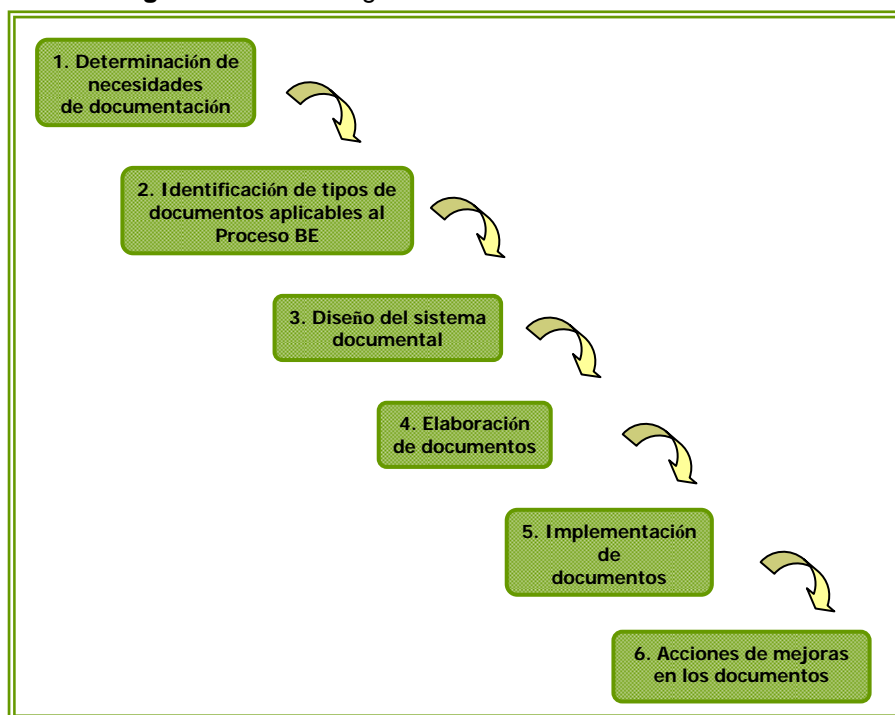 1. Determinación de
necesidades
de documentación
2. Identificación de tipos de
documentos aplicables al
Proceso BE
3. Diseño del sistema
documental
4. Elaboración
de documentos
5. Implementación
de
documentos
6. Acciones de mejoras
en los documentos